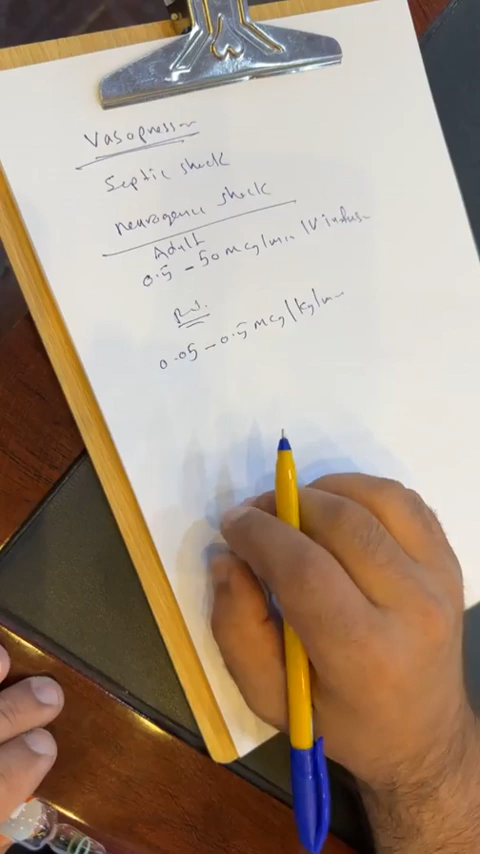 Vasopressor
Septic shock
neurogenic shock
Adult
0.5 - 50 mcg/min IV infusion
Ped.
0.05 - 0.5 mcg/kg/min